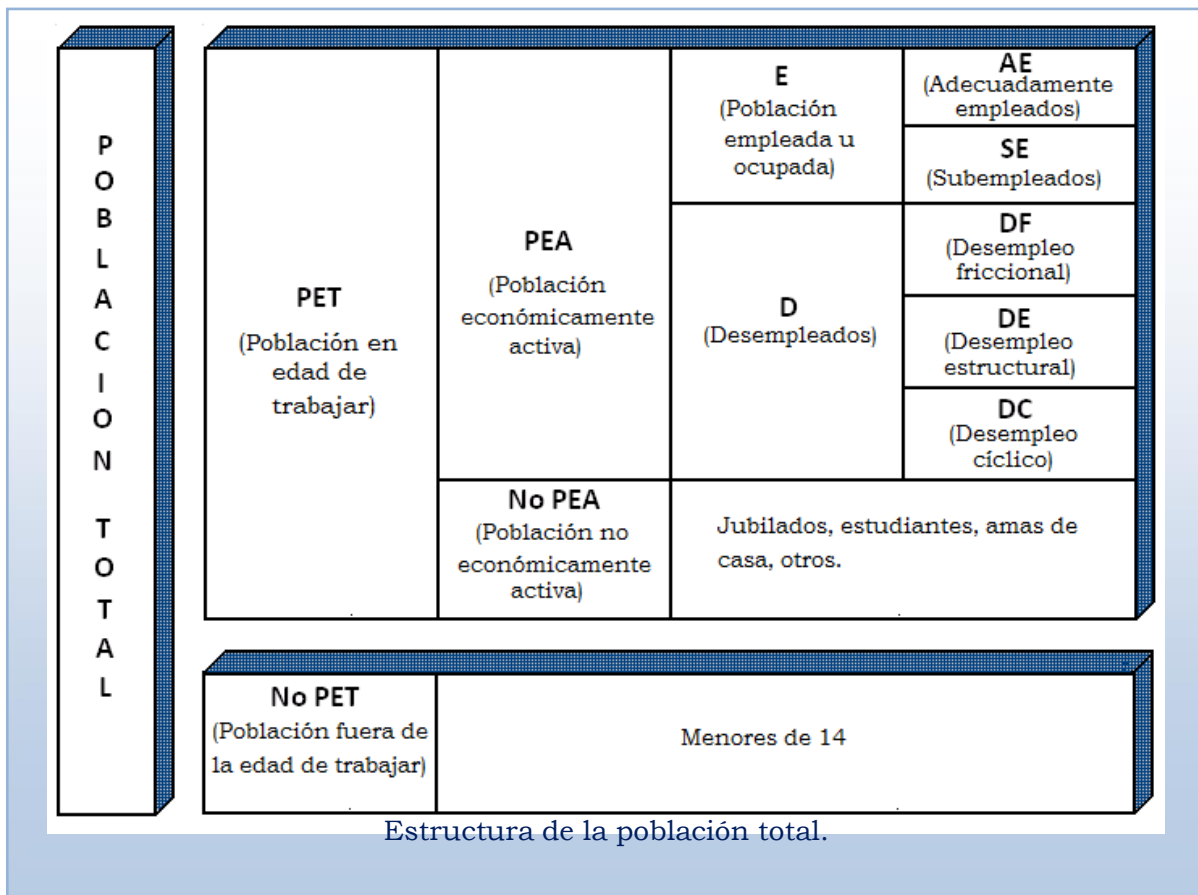 POBLACION TOTAL
PET
(Población en
edad de
trabajar)
PEA
(Población
económicamente
activa)
E
(Población
empleada u
ocupada)
AE
(Adecuadamente
empleados)
SE
(Subempleados)
D
(Desempleados)
DF
(Desempleo
friccional)
DE
(Desempleo
estructural)
DC
(Desempleo
cíclico)
No PEA
(Población no
económicamente
activa)
Jubilados, estudiantes, amas de
casa, otros.
No PET
(Población fuera de
la edad de trabajar)
Menores de 14
Estructura de la población total.